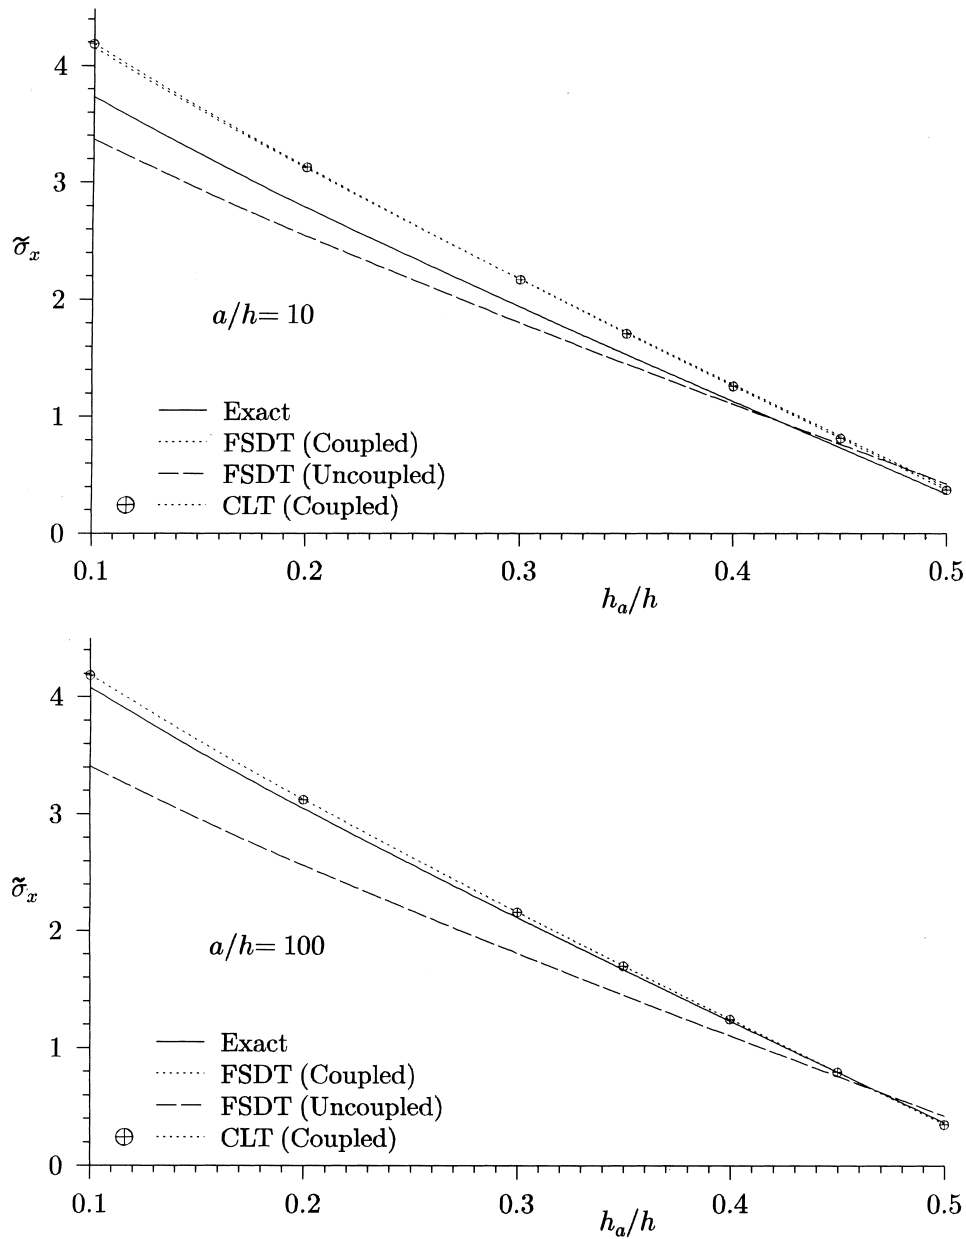 4
3
σ̃ₓ
2
a/h= 10
1
Exact
FSDT (Coupled)
FSDT (Uncoupled)
CLT (Coupled)
0
0.1 0.2 0.3 0.4 0.5
hₐ/h
4
3
σ̃ₓ
2
a/h= 100
1
Exact
FSDT (Coupled)
FSDT (Uncoupled)
CLT (Coupled)
0
0.1 0.2 0.3 0.4 0.5
hₐ/h